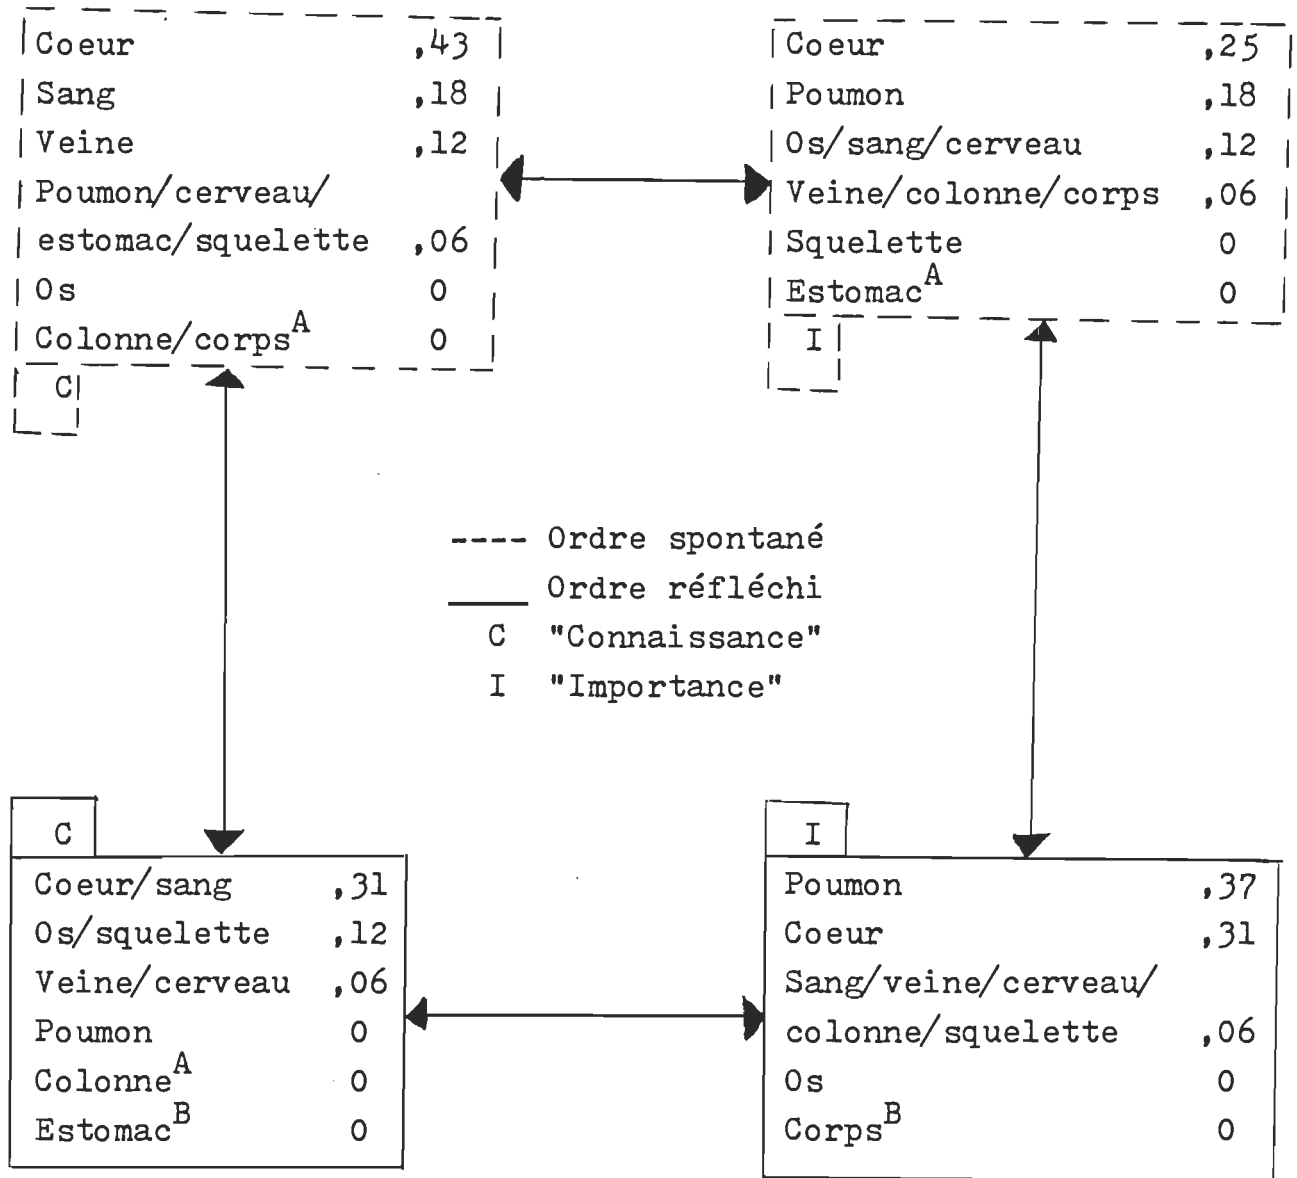 Coeur ,43
Sang ,18
Veine ,12
Poumon/cerveau/
estomac/squelette ,06
Os 0
Colonne/corps^A 0
C
Coeur ,25
Poumon ,18
Os/sang/cerveau ,12
Veine/colonne/corps ,06
Squelette 0
Estomac^A 0
I
---- Ordre spontané
____ Ordre réfléchi
C "Connaissance"
I "Importance"
C
Coeur/sang ,31
Os/squelette ,12
Veine/cerveau ,06
Poumon 0
Colonne^A 0
Estomac^B 0
I
Poumon ,37
Coeur ,31
Sang/veine/cerveau/
colonne/squelette ,06
Os 0
Corps^B 0